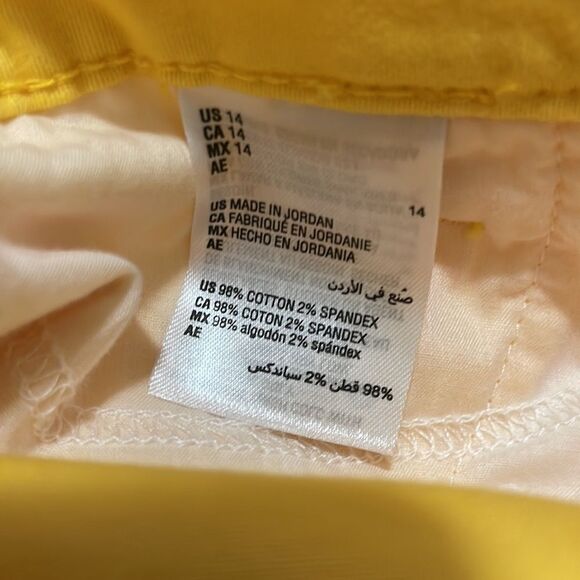 US 14
CA 14
MX 14
AE 14
US MADE IN JORDAN
CA FABRIQUÉ EN JORDANIE
MX HECHO EN JORDANIA
AE صُنع في الأردن
US 98% COTTON 2% SPANDEX
CA 98% COTON 2% SPANDEX
MX 98% algodón 2% spándex
AE 98% قطن 2% سباندكس